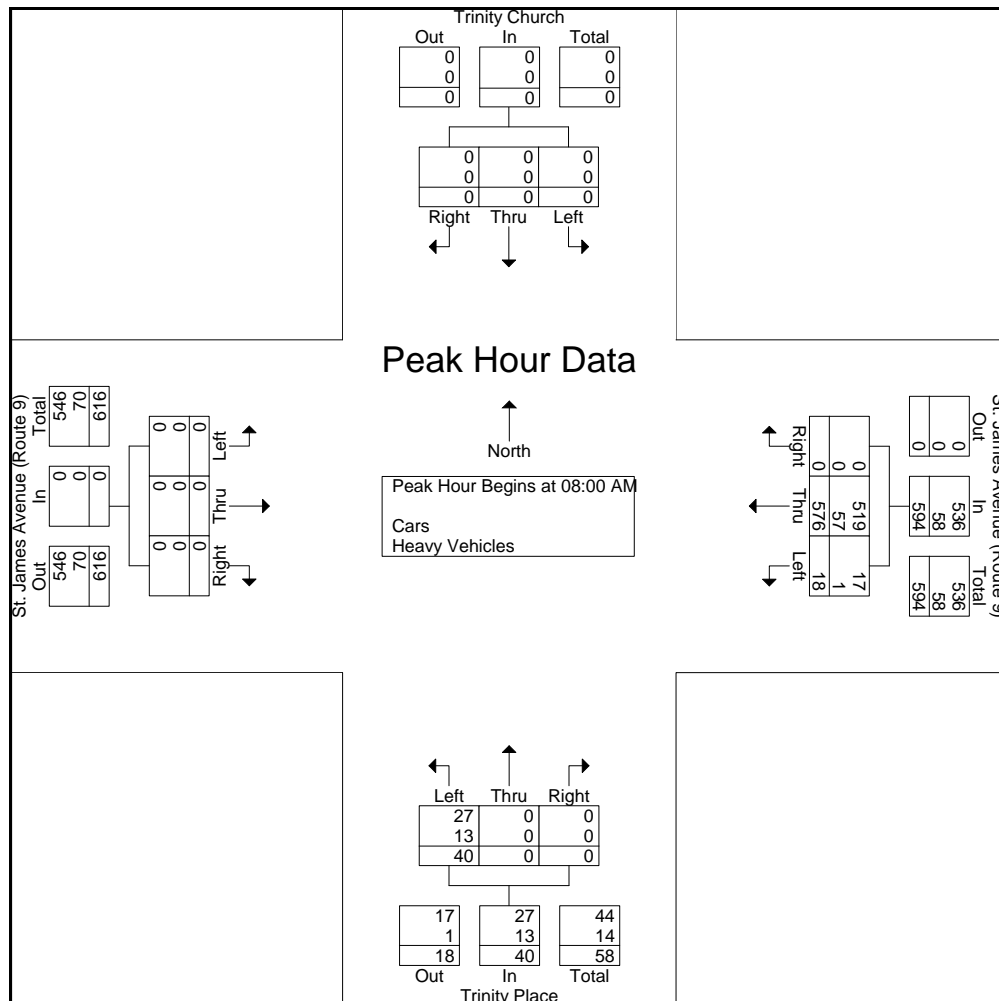 Trinity Church
Out In Total
0 0 0
0 0 0
0 0 0
0 0 0
0 0 0
0 0 0
Right Thru Left
Peak Hour Data
North
Peak Hour Begins at 08:00 AM
Cars
Heavy Vehicles
St. James Avenue (Route 9)
Out In Total
546 0 546
70 0 70
616 0 616
Right Thru Left
0 0 0
0 0 0
0 0 0
St. James Avenue (Route 9)
Out In Total
0 536 536
0 58 58
0 594 594
Right Thru Left
0 519 17
0 57 1
0 576 18
Left Thru Right
27 0 0
13 0 0
40 0 0
17 27 44
1 13 14
18 40 58
Out In Total
Trinity Place